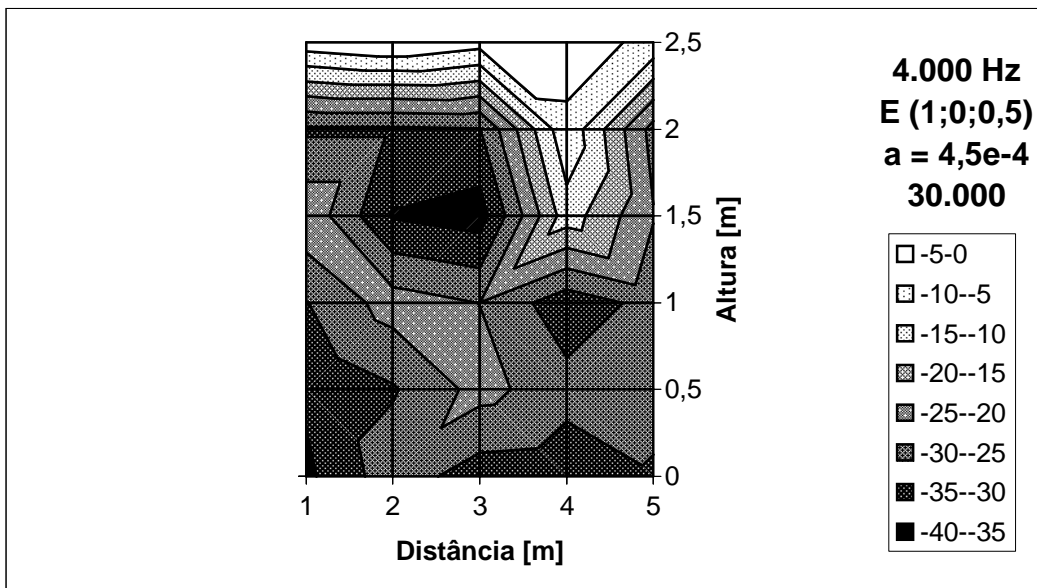 2,5
2
1,5
1
0,5
0
Altura [m]
1 2 3 4 5
Distância [m]
4.000 Hz
E (1;0;0,5)
a = 4,5e-4
30.000
-5-0
-10--5
-15--10
-20--15
-25--20
-30--25
-35--30
-40--35